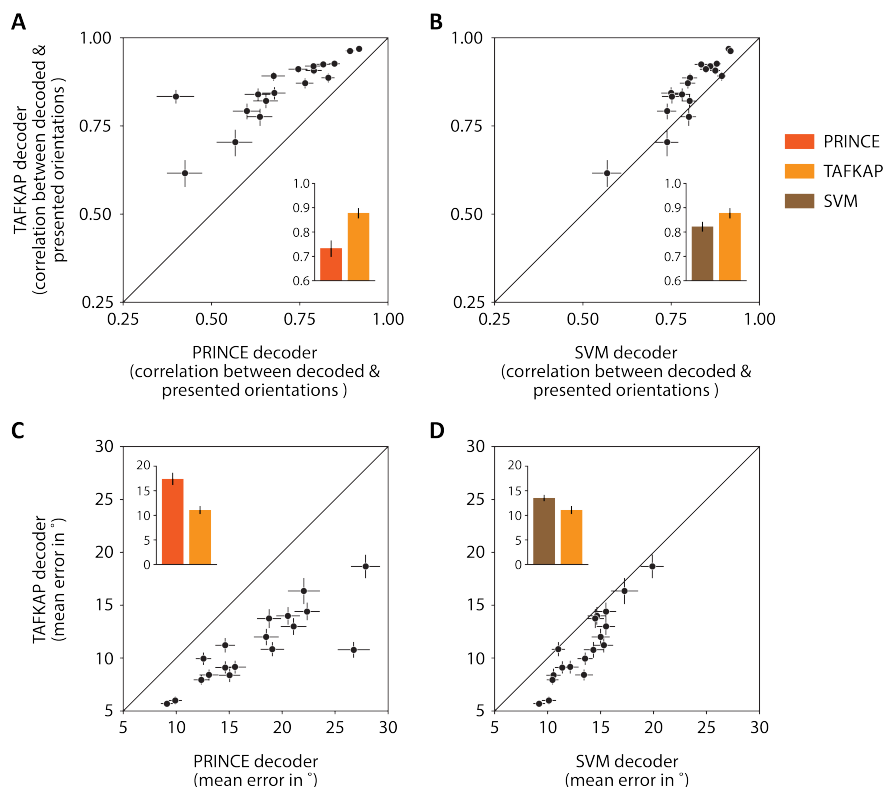 A
TAFKAP decoder
(correlation between decoded &
presented orientations)
1.00
0.75
0.50
0.25
0.25
0.50
0.75
1.00
1.0
0.9
0.8
0.7
0.6
PRINCE decoder
(correlation between decoded &
presented orientations )
B
1.00
0.75
0.50
0.25
0.25
0.50
0.75
1.00
1.0
0.9
0.8
0.7
0.6
SVM decoder
(correlation between decoded &
presented orientations )
PRINCE
TAFKAP
SVM
C
TAFKAP decoder
(mean error in °)
30
25
20
15
10
5
5
10
15
20
25
30
20
15
10
5
0
PRINCE decoder
(mean error in °)
D
30
25
20
15
10
5
5
10
15
20
25
30
20
15
10
5
0
SVM decoder
(mean error in °)